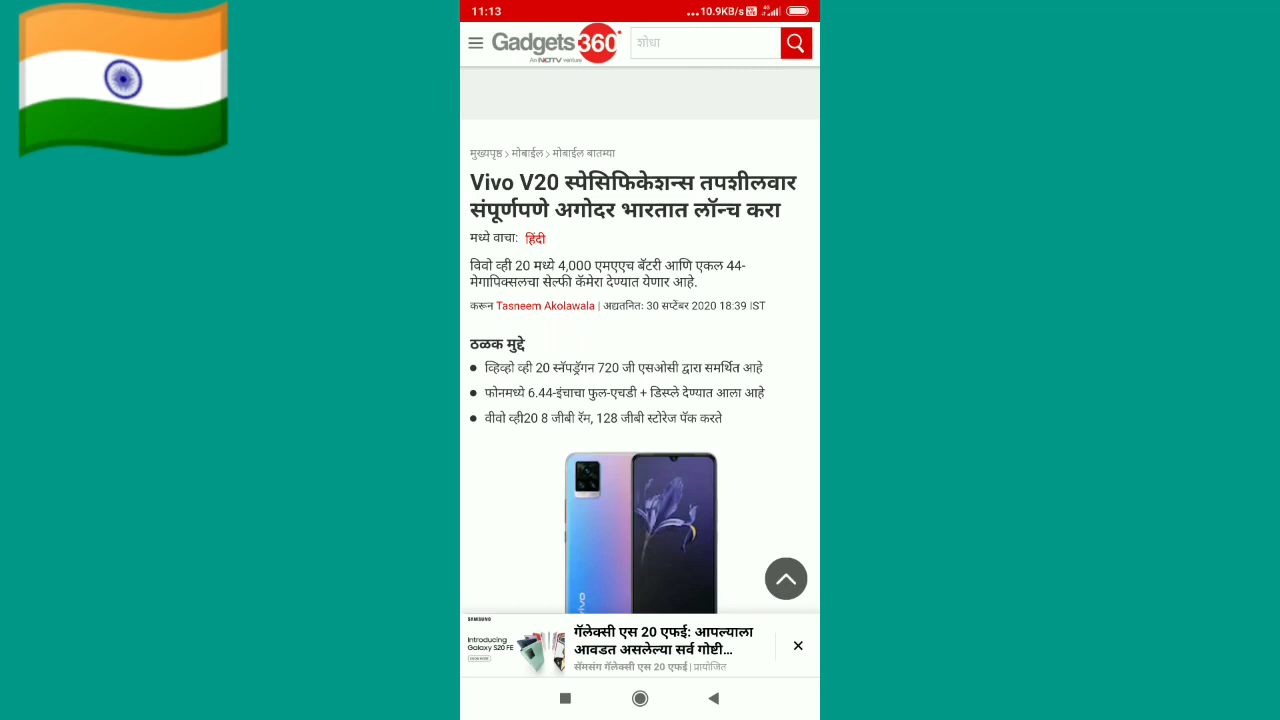 11:13
...10.9KB/s
4G
Gadgets 360
An NDTV venture
शोधा
मुख्यपृष्ठ > मोबाईल > मोबाईल बातम्या
Vivo V20 स्पेसिफिकेशन्स तपशीलवार
संपूर्णपणे अगोदर भारतात लॉन्च करा
मध्ये वाचा: हिंदी
विवो व्ही 20 मध्ये 4,000 एमएएच बॅटरी आणि एकल 44-
मेगापिक्सलचा सेल्फी कॅमेरा देण्यात येणार आहे.
करून Tasneem Akolawala | अद्यतनितः 30 सप्टेंबर 2020 18:39 IST
ठळक मुद्दे
● व्हिव्हो व्ही 20 स्नॅपड्रॅगन 720 जी एसओसी द्वारा समर्थित आहे
● फोनमध्ये 6.44-इंचाचा फुल-एचडी + डिस्प्ले देण्यात आला आहे
● वीवो व्ही20 8 जीबी रॅम, 128 जीबी स्टोरेज पॅक करते
vivo
SAMSUNG
Introducing
Galaxy S20 FE
गॅलेक्सी एस 20 एफई: आपल्याला
आवडत असलेल्या सर्व गोष्टी...
सॅमसंग गॅलेक्सी एस 20 एफई | प्रायोजित